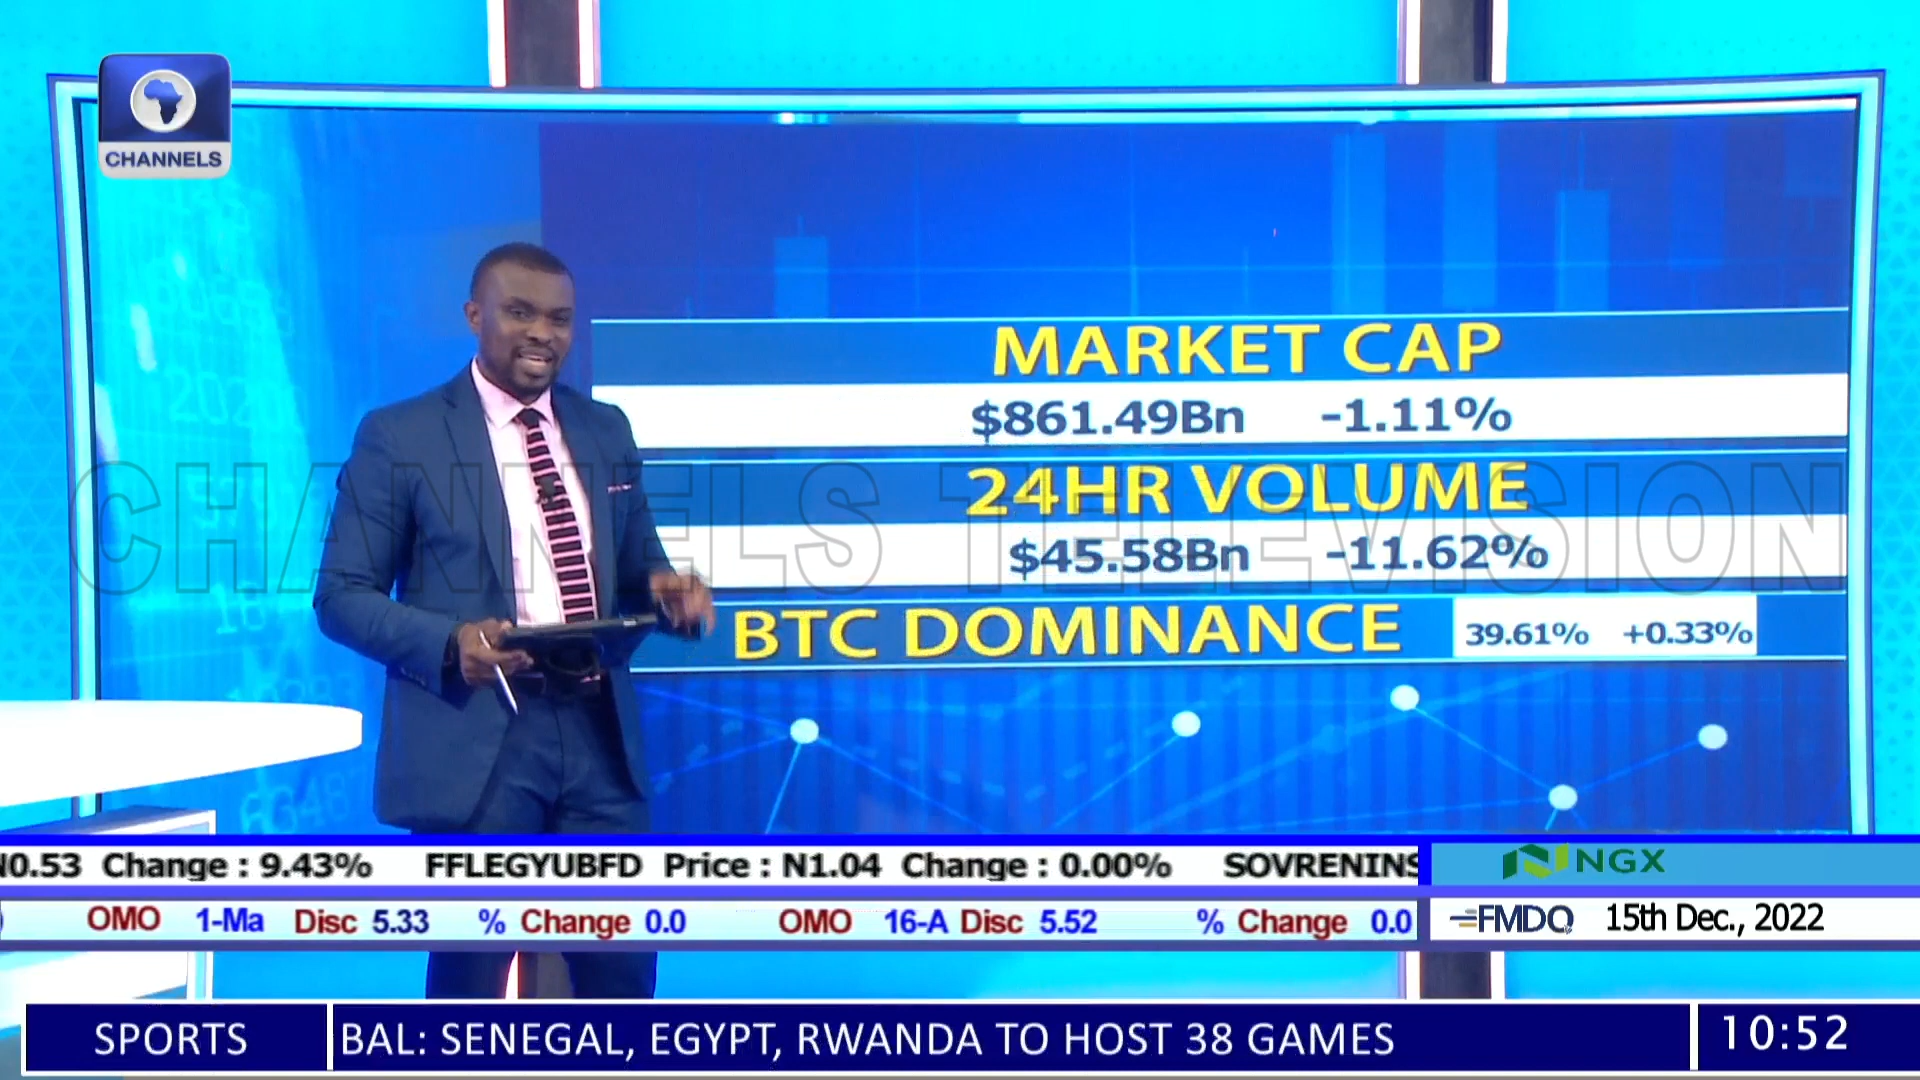 CHANNELS
MARKET CAP
$861.49Bn -1.11%
24HR VOLUME
$45.58Bn -11.62%
BTC DOMINANCE 39.61% +0.33%
CHANNELS TELEVISION
N0.53 Change : 9.43% FFLEGYUBFD Price : N1.04 Change : 0.00% SOVRENINS
NGX
OMO 1-Ma Disc 5.33 % Change 0.0 OMO 16-A Disc 5.52 % Change 0.0
FMDQ 15th Dec., 2022
SPORTS BAL: SENEGAL, EGYPT, RWANDA TO HOST 38 GAMES 10:52